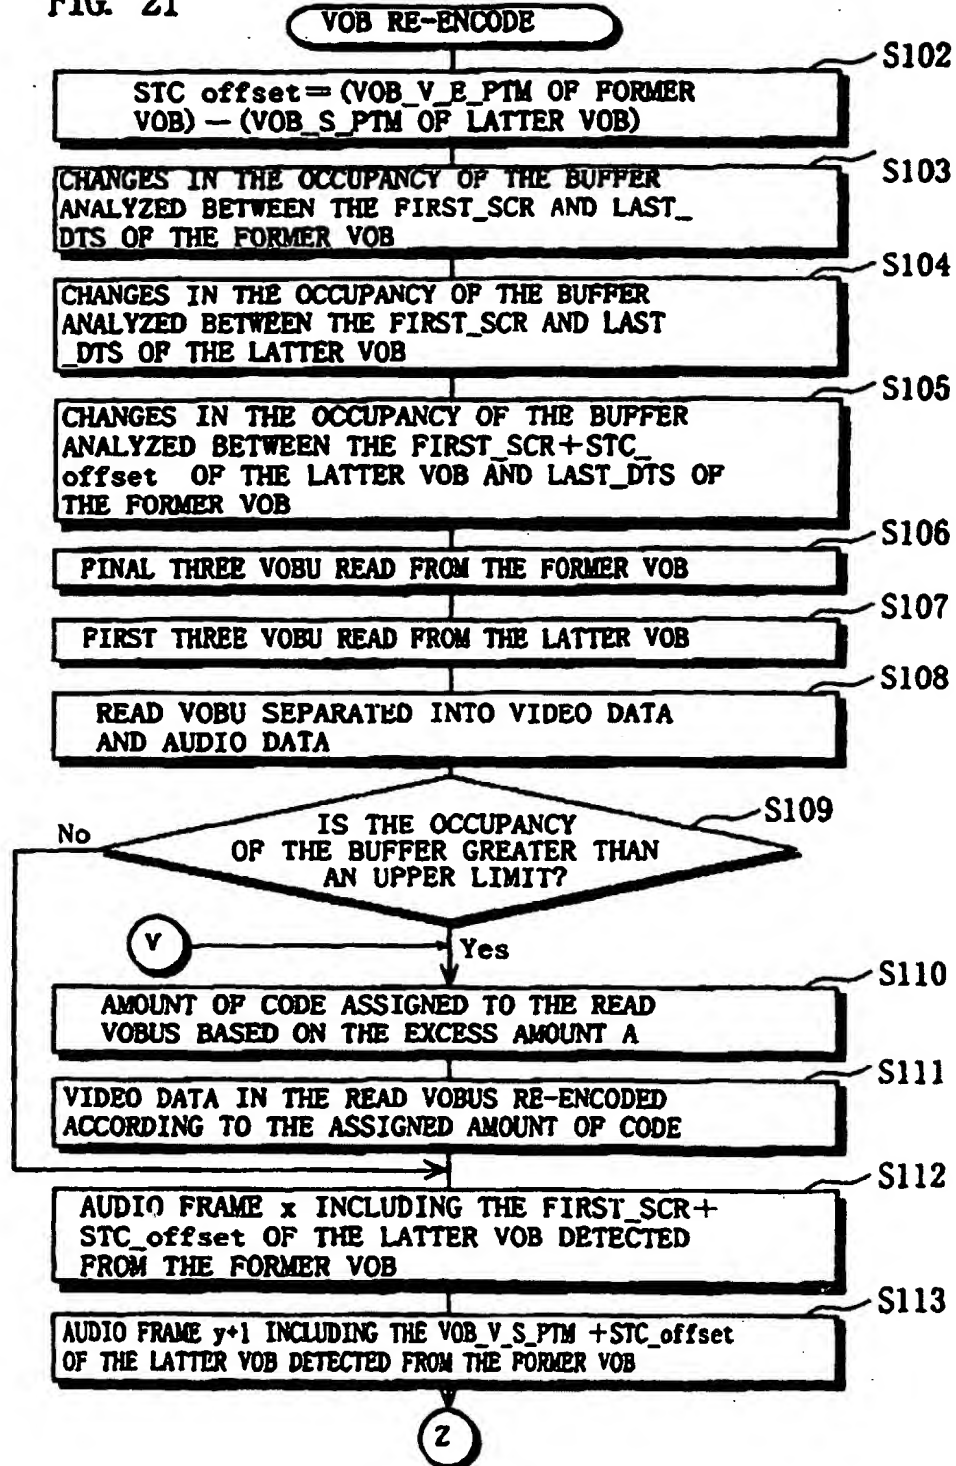 FIG. 21
VOB RE-ENCODE
S102
STC offset = (VOB_V_E_PTM OF FORMER
VOB) — (VOB_S_PTM OF LATTER VOB)
S103
CHANGES IN THE OCCUPANCY OF THE BUFFER
ANALYZED BETWEEN THE FIRST_SCR AND LAST_
DTS OF THE FORMER VOB
S104
CHANGES IN THE OCCUPANCY OF THE BUFFER
ANALYZED BETWEEN THE FIRST_SCR AND LAST
_DTS OF THE LATTER VOB
S105
CHANGES IN THE OCCUPANCY OF THE BUFFER
ANALYZED BETWEEN THE FIRST_SCR+STC_
offset OF THE LATTER VOB AND LAST_DTS OF
THE FORMER VOB
S106
FINAL THREE VOBU READ FROM THE FORMER VOB
S107
FIRST THREE VOBU READ FROM THE LATTER VOB
S108
READ VOBU SEPARATED INTO VIDEO DATA
AND AUDIO DATA
S109
IS THE OCCUPANCY
OF THE BUFFER GREATER THAN
AN UPPER LIMIT?
No
V
Yes
S110
AMOUNT OF CODE ASSIGNED TO THE READ
VOBUS BASED ON THE EXCESS AMOUNT A
S111
VIDEO DATA IN THE READ VOBUS RE-ENCODED
ACCORDING TO THE ASSIGNED AMOUNT OF CODE
S112
AUDIO FRAME x INCLUDING THE FIRST_SCR+
STC_offset OF THE LATTER VOB DETECTED
FROM THE FORMER VOB
S113
AUDIO FRAME y+1 INCLUDING THE VOB_V_S_PTM +STC_offset
OF THE LATTER VOB DETECTED FROM THE FORMER VOB
Z